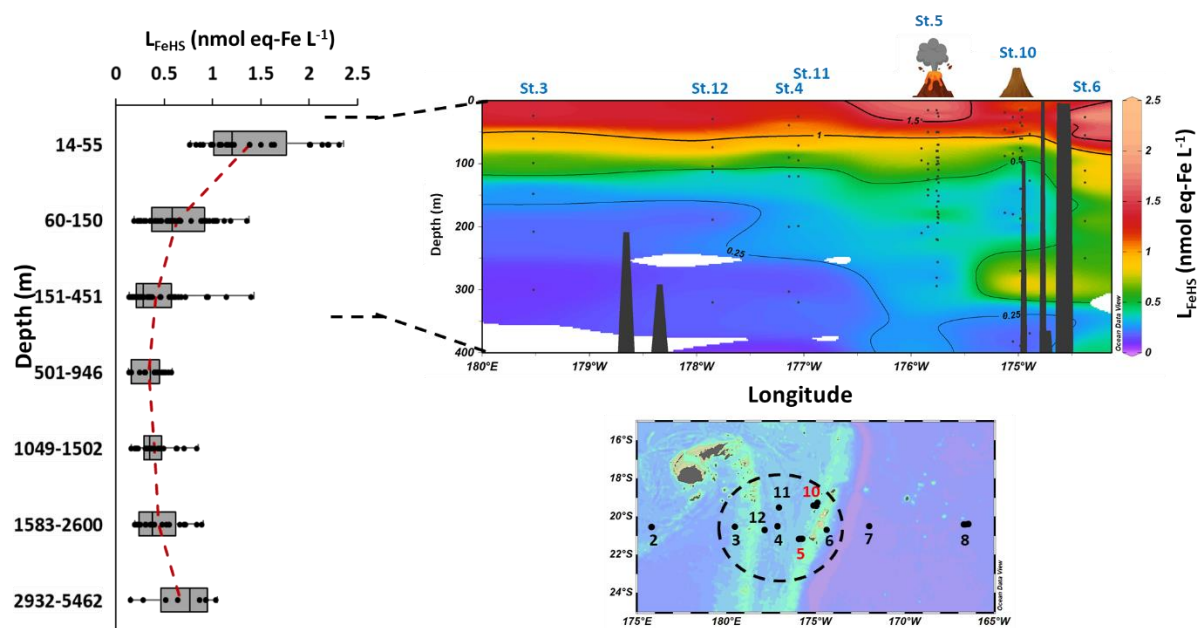 L_FeHS (nmol eq-Fe L⁻¹)
0 0.5 1 1.5 2 2.5
Depth (m)
14-55
60-150
151-451
501-946
1049-1502
1583-2600
2932-5462
St.5
St.10
St.11
St.3 St.12 St.4 St.6
Depth (m)
0
100
200
300
400
1.5
1
0.5
0.25
0.25
180°E 179°W 178°W 177°W 176°W 175°W
Longitude
Ocean Data View
2.5
2
1.5
1
0.5
0
L_FeHS (nmol eq-Fe L⁻¹)
16°S
18°S
20°S
22°S
24°S
11 10
12
2 3 4 6 7 8
5
175°E 180°W 175°W 170°W 165°W
Ocean Data View